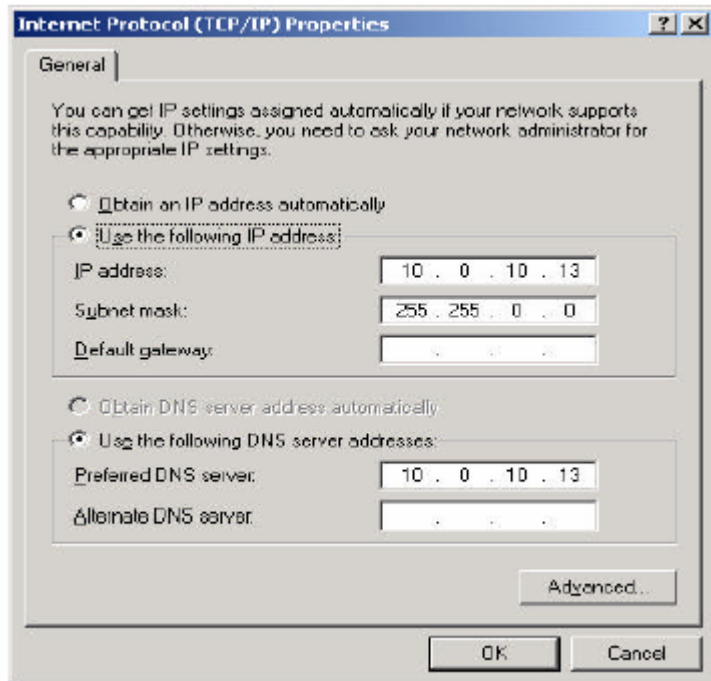 Internet Protocol (TCP/IP) Properties
General
You can get IP settings assigned automatically if your network supports
this capability. Otherwise, you need to ask your network administrator for
the appropriate IP settings.
Obtain an IP address automatically
Use the following IP address:
IP address: 10 . 0 . 10 . 13
Subnet mask: 255 . 255 . 0 . 0
Default gateway: . . .
Obtain DNS server address automatically
Use the following DNS server addresses:
Preferred DNS server: 10 . 0 . 10 . 13
Alternate DNS server: . . .
Advanced...
OK Cancel